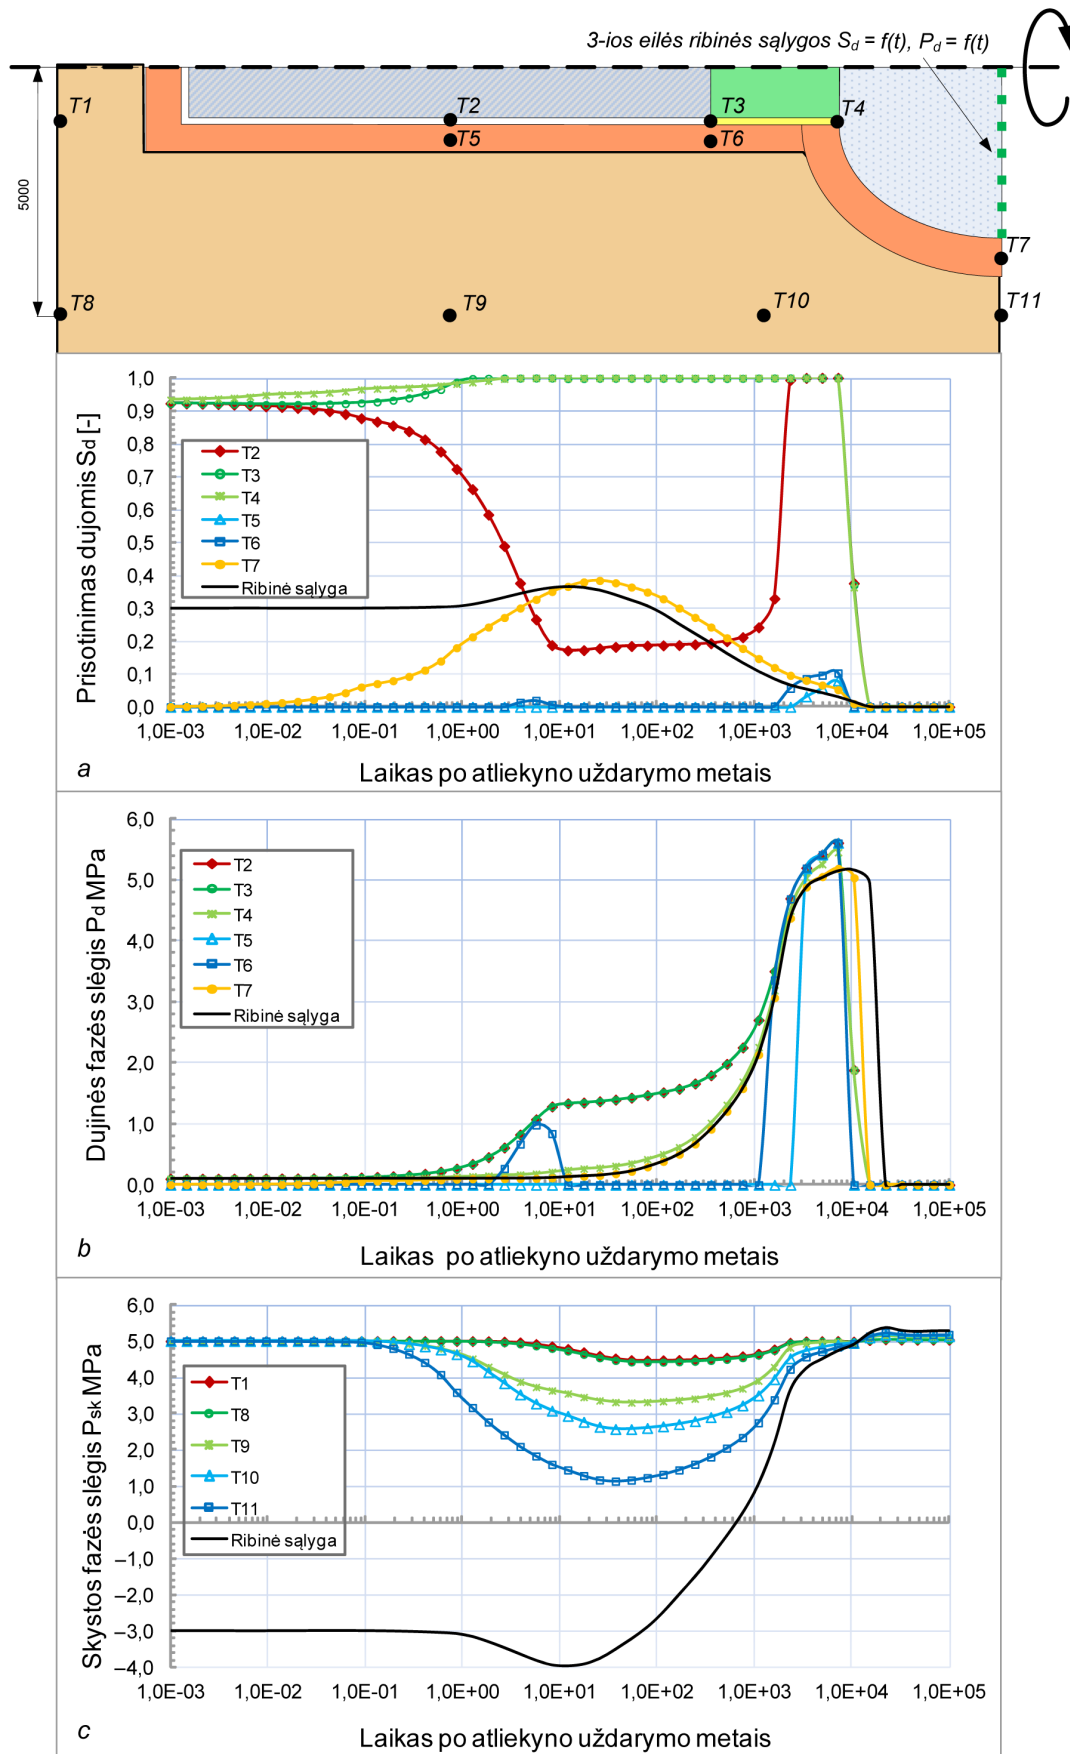 3-ios eilės ribinės sąlygos Sd = f(t), Pd = f(t)
T1
T2
T3
T4
T5
T6
5000
T7
T8
T9
T10
T11
Prisotinimas dujomis Sd [-]
1,0
0,9
0,8
0,7
0,6
0,5
0,4
0,3
0,2
0,1
0,0
T2
T3
T4
T5
T6
T7
Ribinė sąlyga
1,0E-03 1,0E-02 1,0E-01 1,0E+00 1,0E+01 1,0E+02 1,0E+03 1,0E+04 1,0E+05
a
Laikas po atliekyno uždarymo metais
Dujinės fazės slėgis Pd MPa
6,0
5,0
4,0
3,0
2,0
1,0
0,0
T2
T3
T4
T5
T6
T7
Ribinė sąlyga
1,0E-03 1,0E-02 1,0E-01 1,0E+00 1,0E+01 1,0E+02 1,0E+03 1,0E+04 1,0E+05
b
Laikas po atliekyno uždarymo metais
Skystos fazės slėgis Psk MPa
6,0
5,0
4,0
3,0
2,0
1,0
0,0
–1,0
–2,0
–3,0
–4,0
T1
T8
T9
T10
T11
Ribinė sąlyga
1,0E-03 1,0E-02 1,0E-01 1,0E+00 1,0E+01 1,0E+02 1,0E+03 1,0E+04 1,0E+05
c
Laikas po atliekyno uždarymo metais